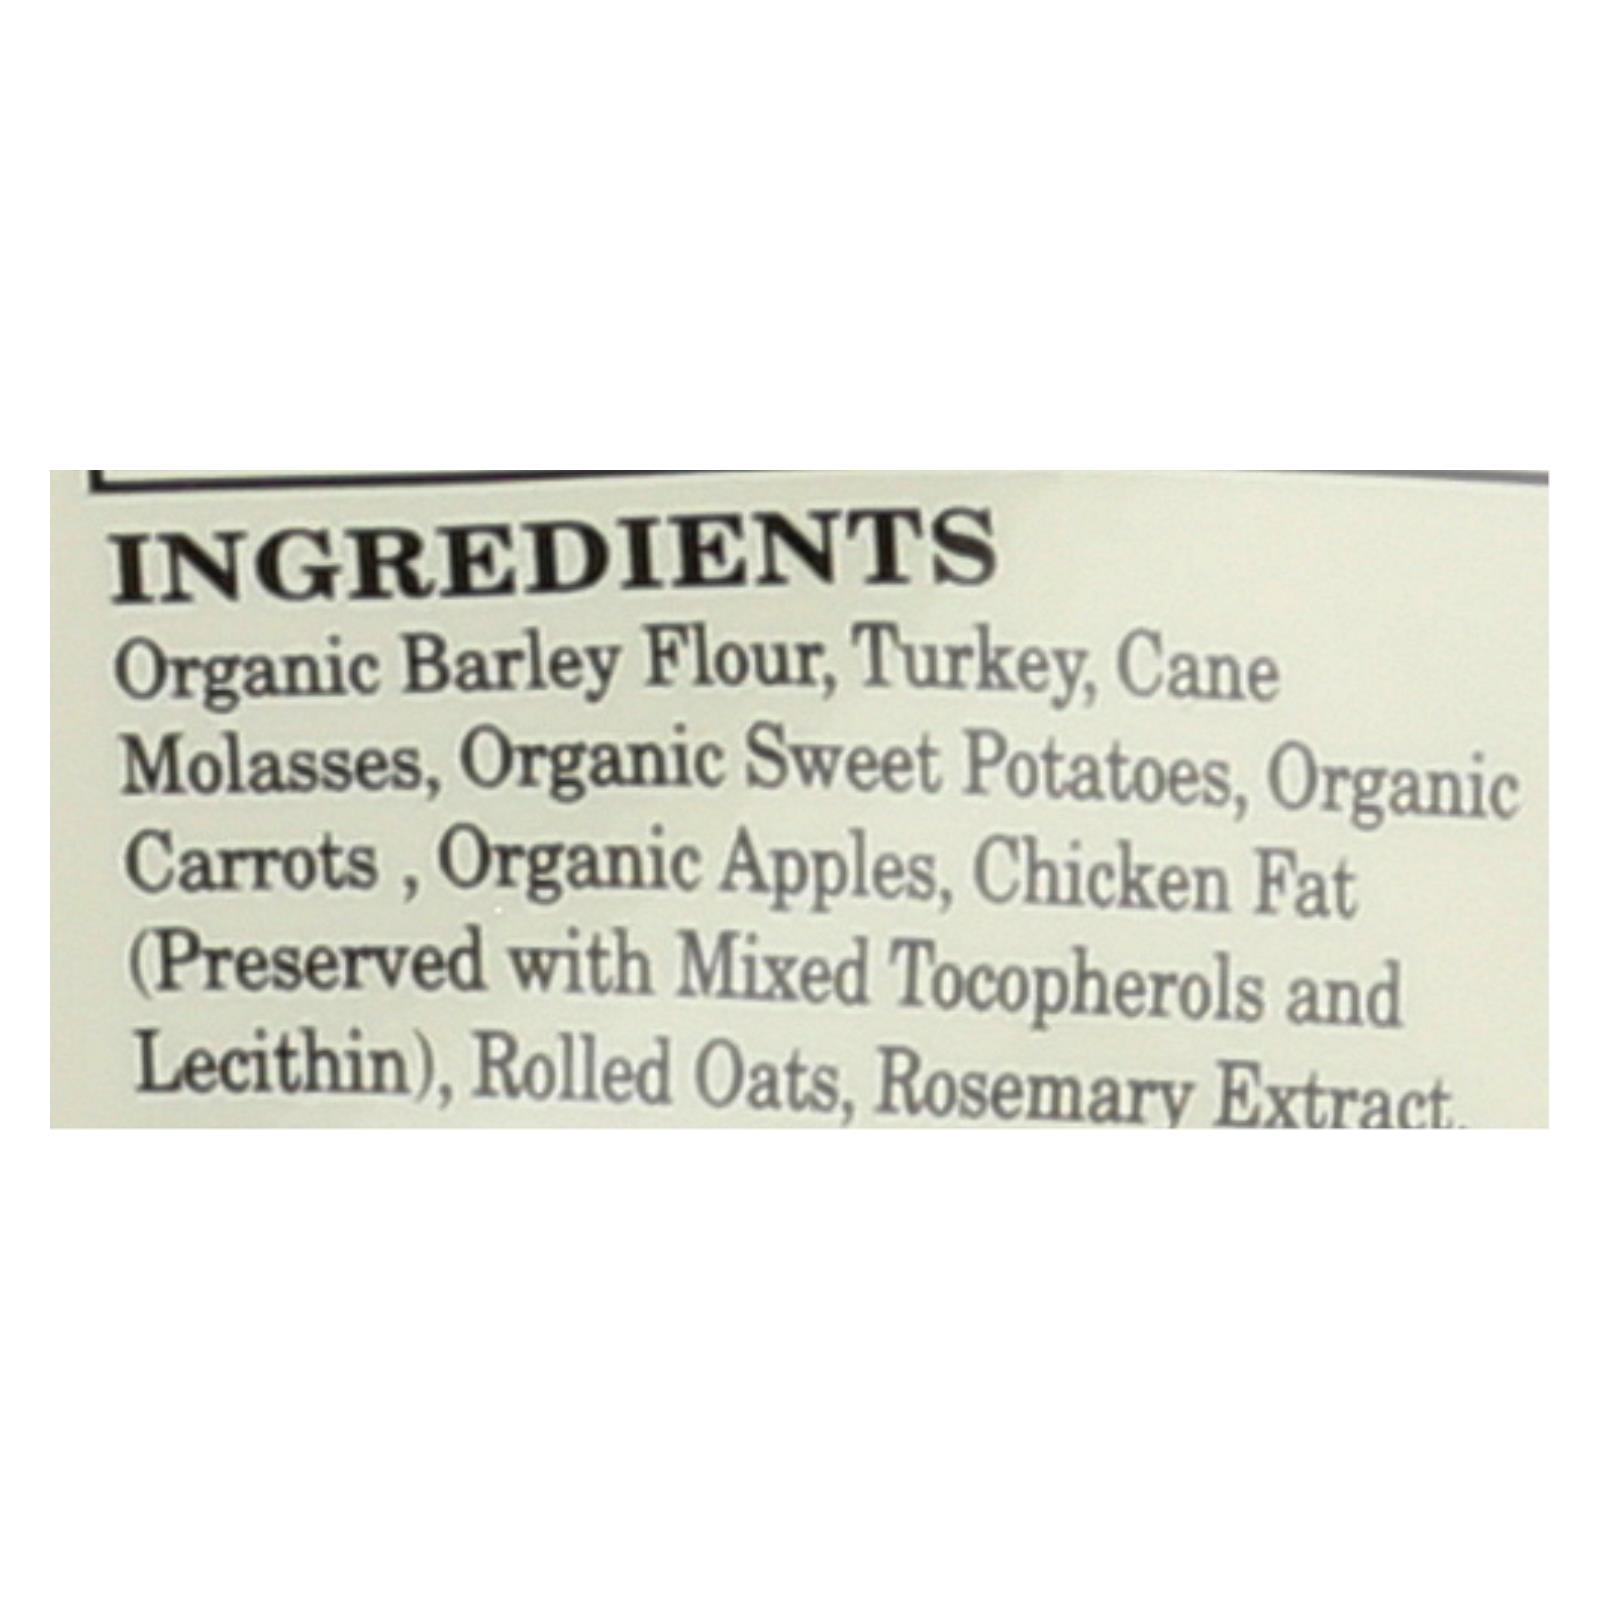 INGREDIENTS
Organic Barley Flour, Turkey, Cane
Molasses, Organic Sweet Potatoes, Organic
Carrots , Organic Apples, Chicken Fat
(Preserved with Mixed Tocopherols and
Lecithin), Rolled Oats, Rosemary Extract.